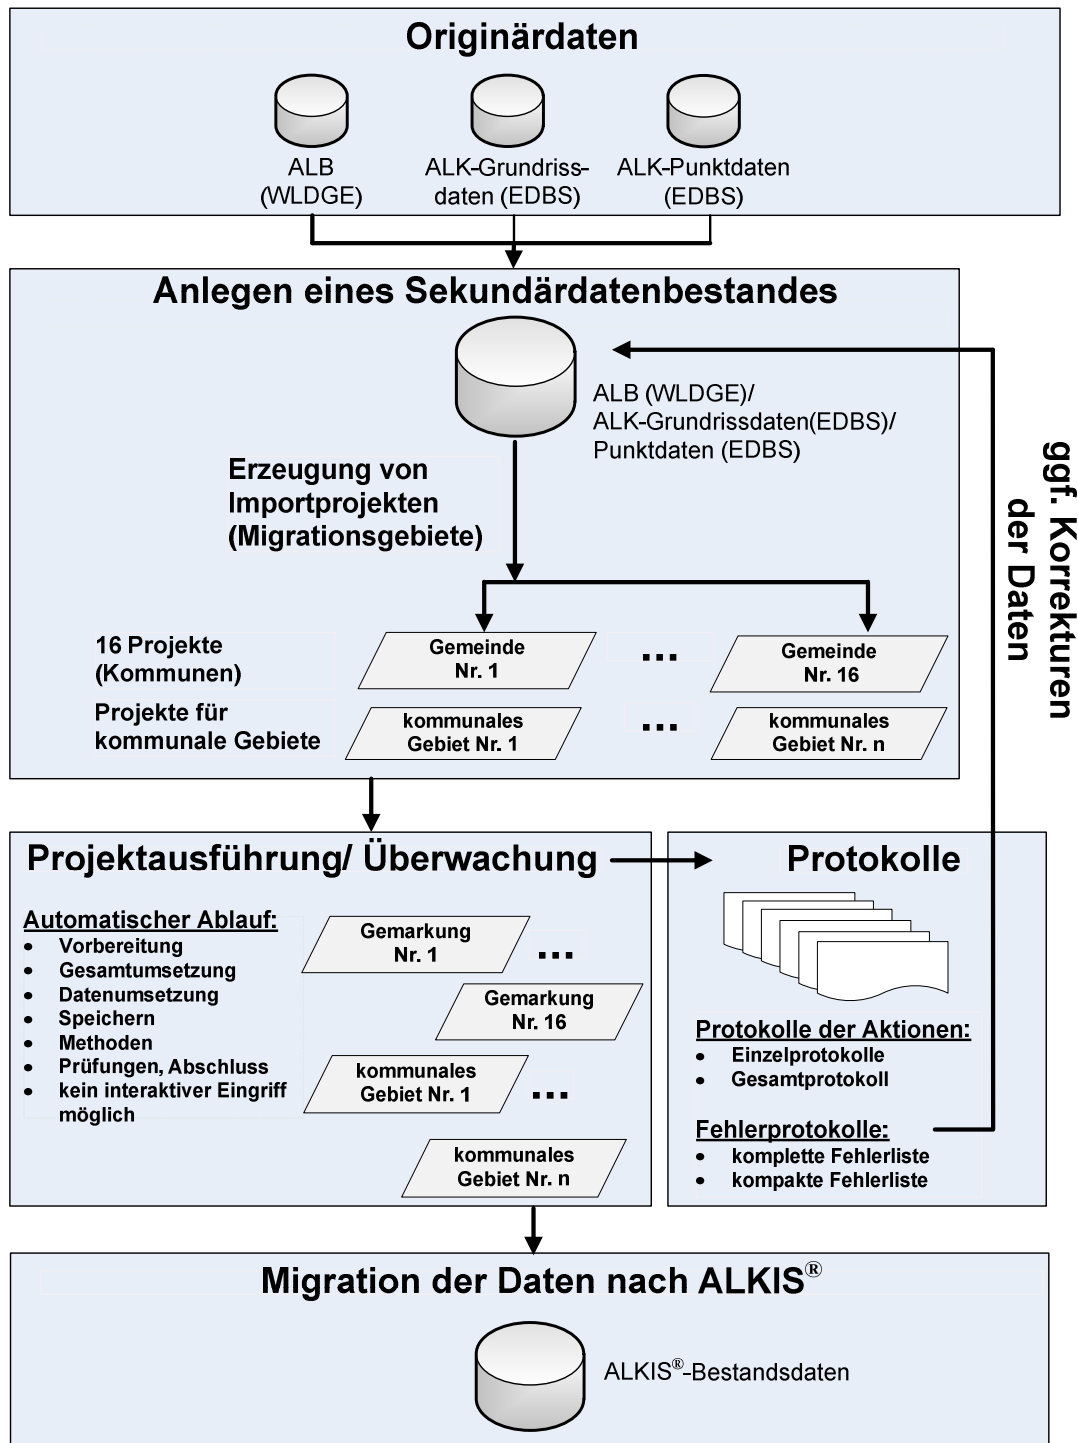 Originärdaten
ALB
(WLDGE)
ALK-Grundriss-
daten (EDBS)
ALK-Punktdaten
(EDBS)
Anlegen eines Sekundärdatenbestandes
ALB (WLDGE)/
ALK-Grundrissdaten(EDBS)/
Punktdaten (EDBS)
Erzeugung von
Importprojekten
(Migrationsgebiete)
ggf. Korrekturen
der Daten
16 Projekte
(Kommunen)
Gemeinde
Nr. 1
...
Gemeinde
Nr. 16
Projekte für
kommunale Gebiete
kommunales
Gebiet Nr. 1
...
kommunales
Gebiet Nr. n
Projektausführung/ Überwachung
Automatischer Ablauf:
• Vorbereitung
• Gesamtumsetzung
• Datenumsetzung
• Speichern
• Methoden
• Prüfungen, Abschluss
• kein interaktiver Eingriff
möglich
Gemarkung
Nr. 1
...
Gemarkung
Nr. 16
kommunales
Gebiet Nr. 1
...
kommunales
Gebiet Nr. n
Protokolle
Protokolle der Aktionen:
• Einzelprotokolle
• Gesamtprotokoll
Fehlerprotokolle:
• komplette Fehlerliste
• kompakte Fehlerliste
Migration der Daten nach ALKIS®
ALKIS®-Bestandsdaten